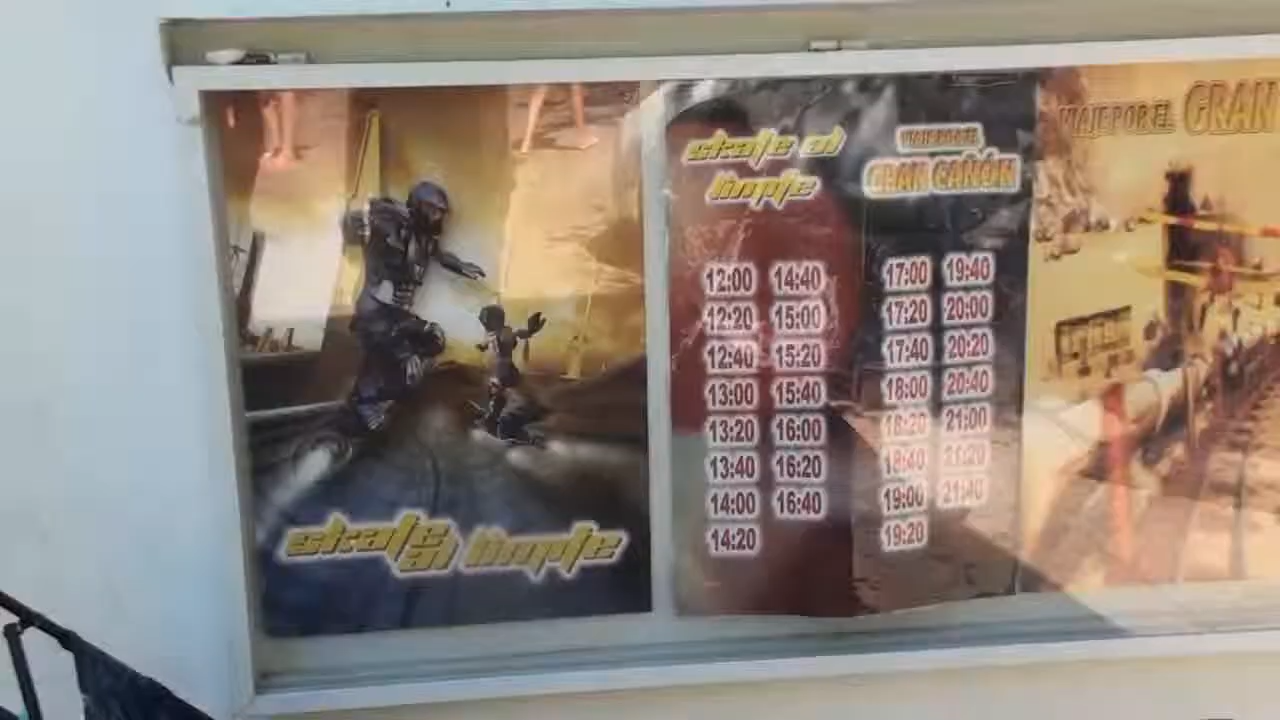 SKATE AL LIMITE
SKATE AL
LIMITE
12:00 14:40
12:20 15:00
12:40 15:20
13:00 15:40
13:20 16:00
13:40 16:20
14:00 16:40
14:20
VIAJE POR EL
GRAN CAÑÓN
17:00 19:40
17:20 20:00
17:40 20:20
18:00 20:40
18:20 21:00
18:40 21:20
19:00 21:40
19:20
VIAJE POR EL GRAN